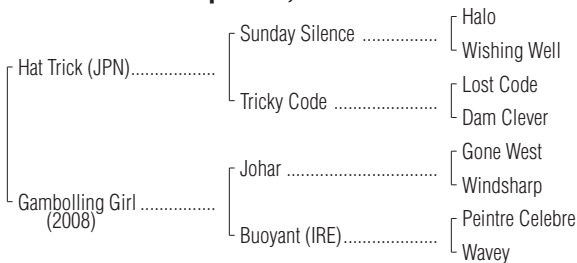 Halo
Sunday Silence ................
Wishing Well
Hat Trick (JPN).................
Lost Code
Tricky Code ......................
Dam Clever
Gone West
Johar ................................
Windsharp
Gambolling Girl ................
(2008)
Peintre Celebre
Buoyant (IRE)....................
Wavey